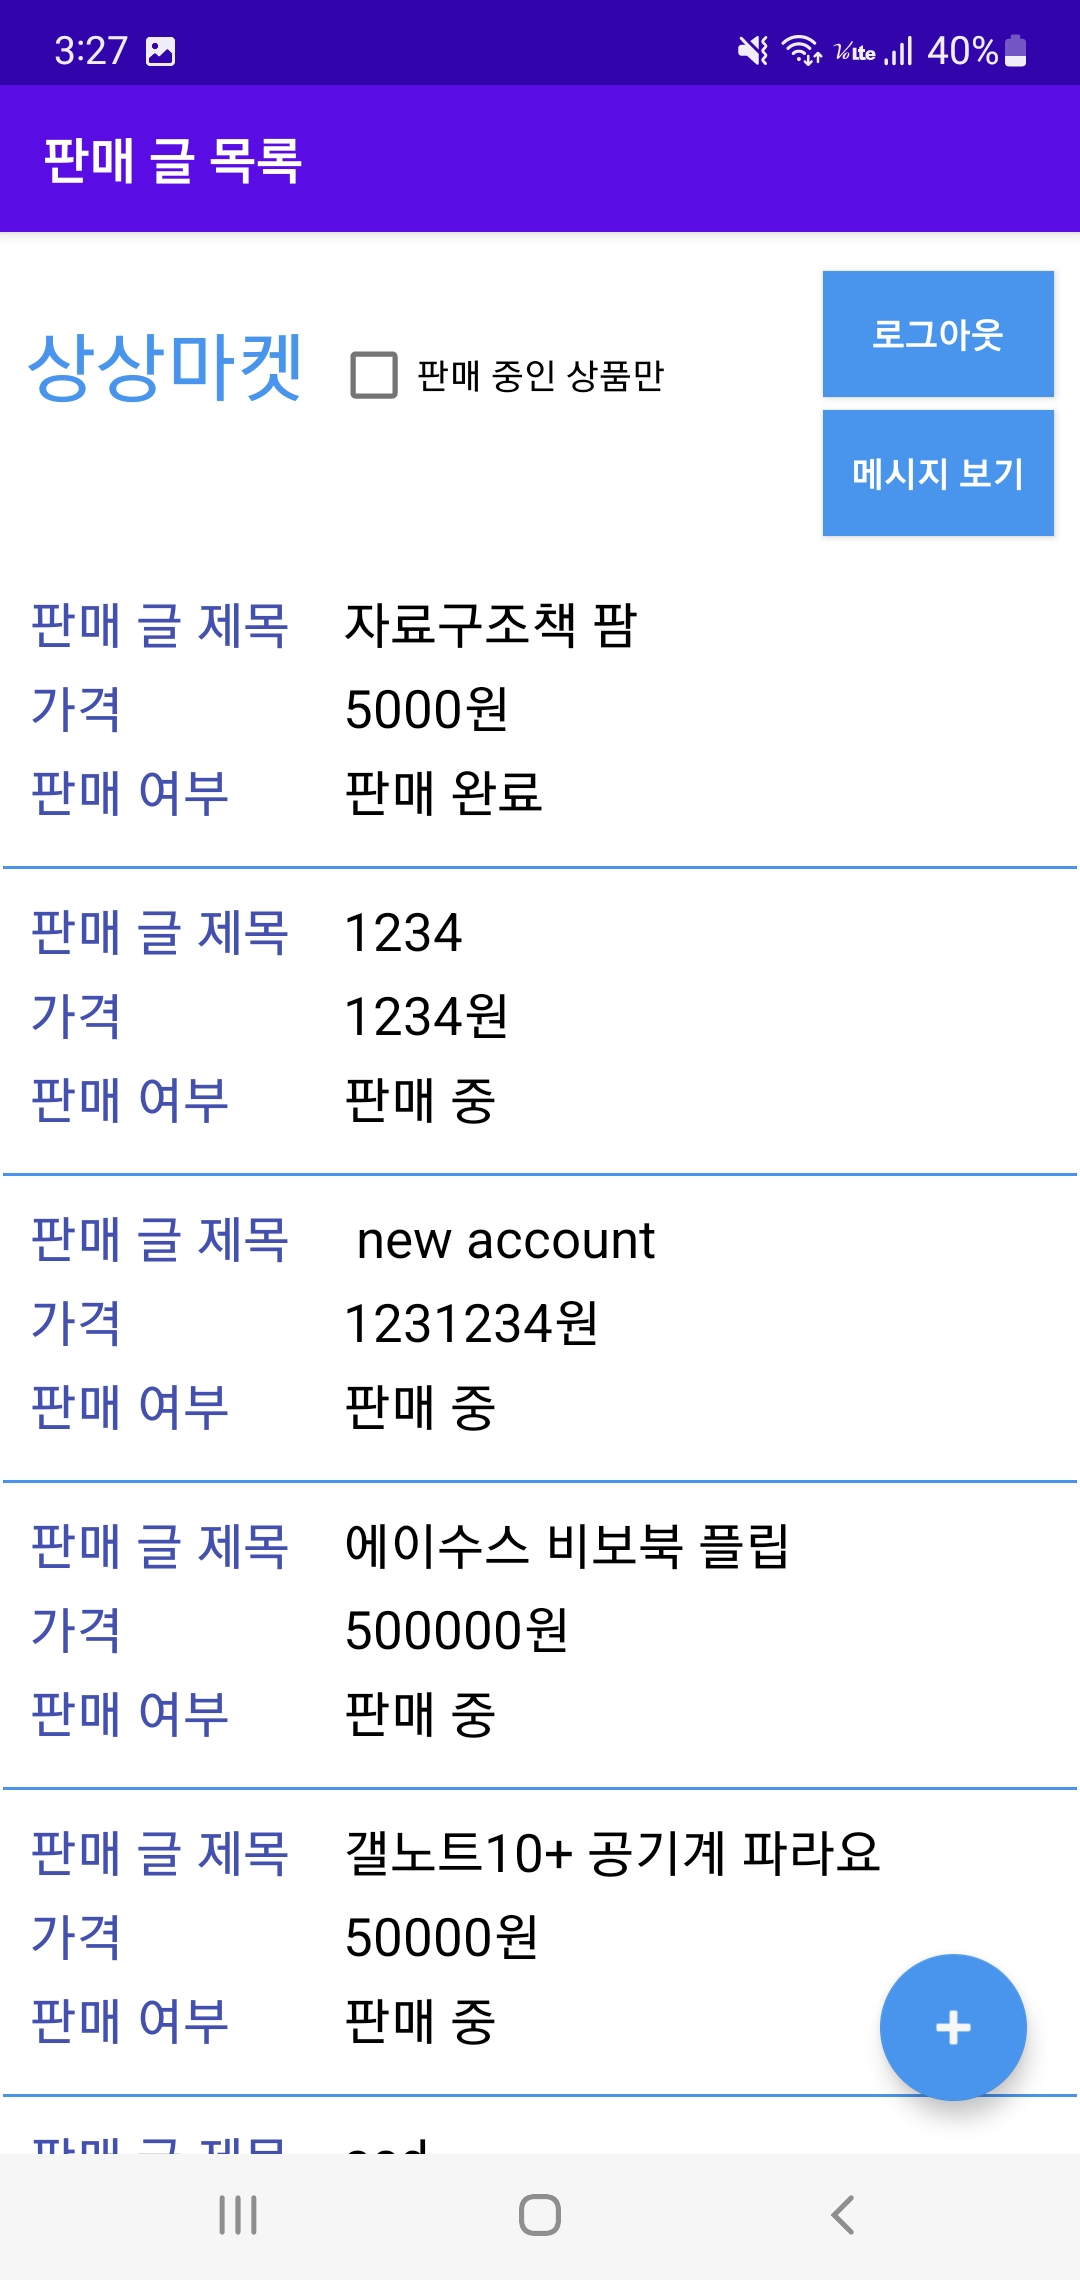 3:27 40%
판매 글 목록
로그아웃
상상마켓 판매 중인 상품만
메시지 보기
판매 글 제목 자료구조책 팜
가격 5000원
판매 여부 판매 완료
판매 글 제목 1234
가격 1234원
판매 여부 판매 중
판매 글 제목 new account
가격 1231234원
판매 여부 판매 중
판매 글 제목 에이수스 비보북 플립
가격 500000원
판매 여부 판매 중
판매 글 제목 갤노트10+ 공기계 파라요
가격 50000원
판매 여부 판매 중
+
판매 글 제목